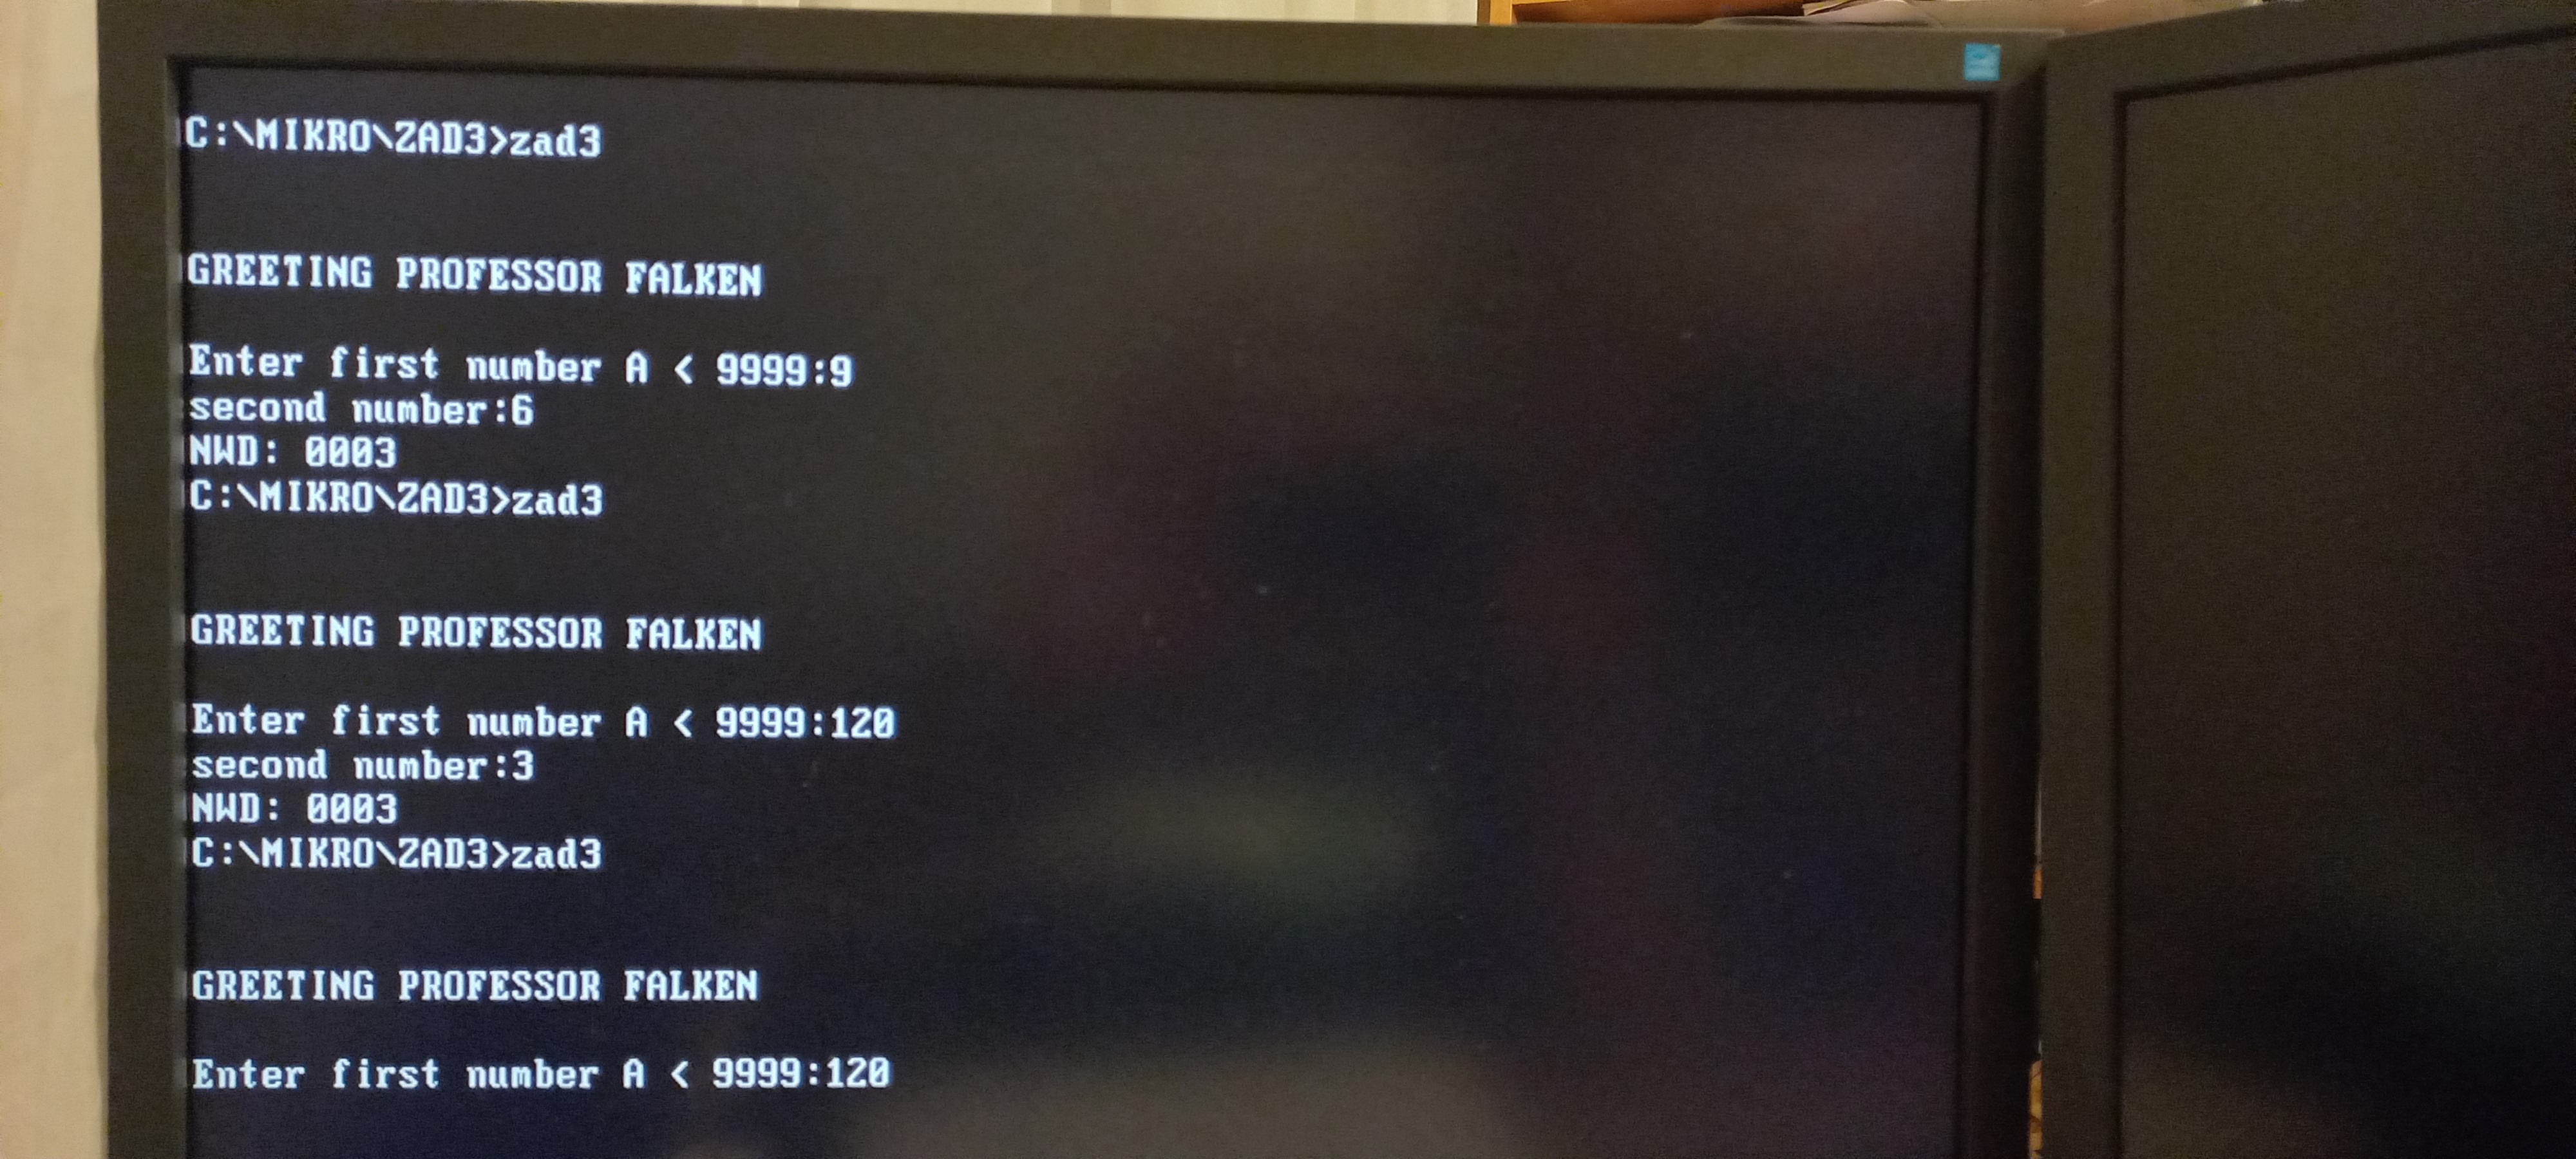 C:\MIKRO\ZAD3>zad3
GREETING PROFESSOR FALKEN
Enter first number A < 9999:9
second number:6
NWD: 0003
C:\MIKRO\ZAD3>zad3
GREETING PROFESSOR FALKEN
Enter first number A < 9999:120
second number:3
NWD: 0003
C:\MIKRO\ZAD3>zad3
GREETING PROFESSOR FALKEN
Enter first number A < 9999:120